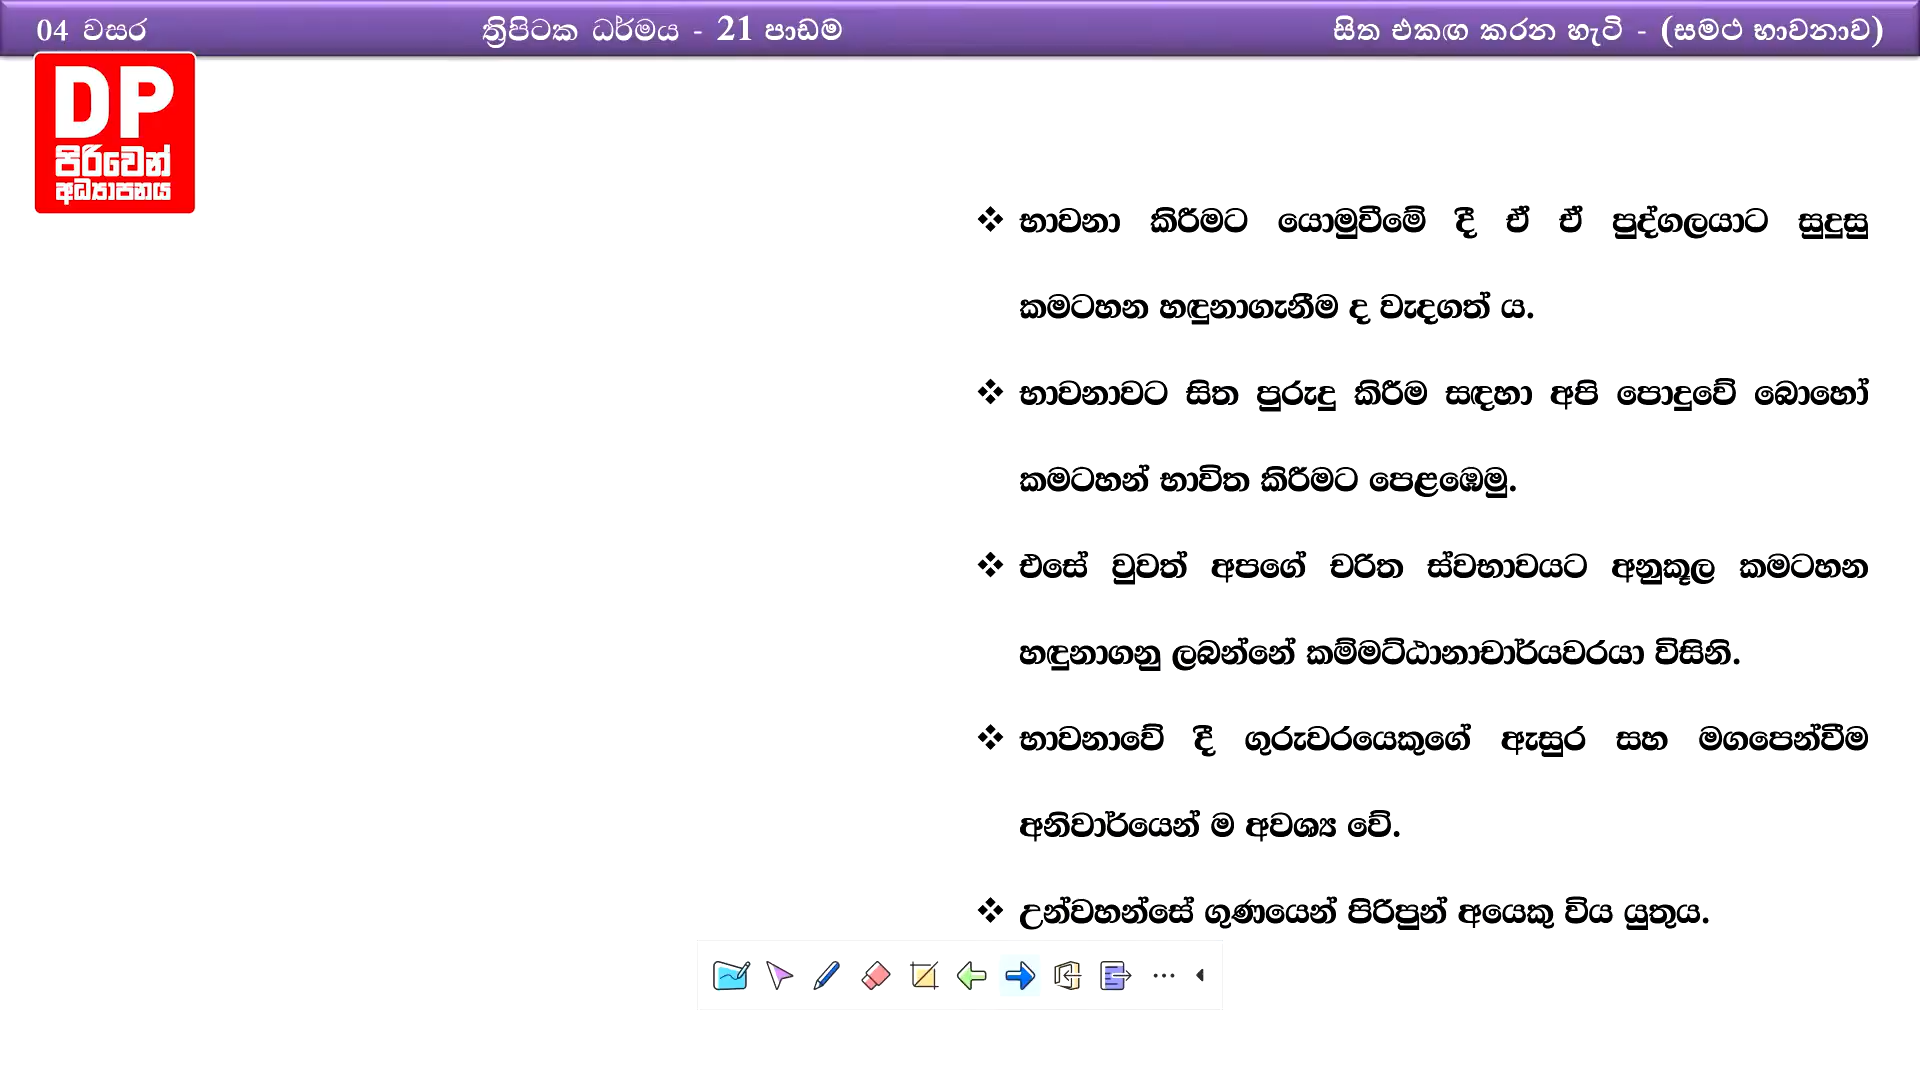 04 වසර ත්‍රිපිටක ධර්මය - 21 පාඩම සිත එකඟ කරන හැටි - (සමථ භාවනාව)
DP
පිරිවෙන්
අධ්‍යාපනය
❖ භාවනා කිරීමට යොමුවීමේ දී ඒ ඒ පුද්ගලයාට සුදුසු
කමටහන හඳුනාගැනීම ද වැදගත් ය.
❖ භාවනාවට සිත පුරුදු කිරීම සඳහා අපි පොදුවේ බොහෝ
කමටහන් භාවිත කිරීමට පෙළඹෙමු.
❖ එසේ වුවත් අපගේ චරිත ස්වභාවයට අනුකූල කමටහන
හඳුනාගනු ලබන්නේ කම්මට්ඨානාචාර්යවරයා විසිනි.
❖ භාවනාවේ දී ගුරුවරයෙකුගේ ඇසුර සහ මගපෙන්වීම
අනිවාර්යෙන් ම අවශ්‍ය වේ.
❖ උන්වහන්සේ ගුණයෙන් පිරිපුන් අයෙකු විය යුතුය.